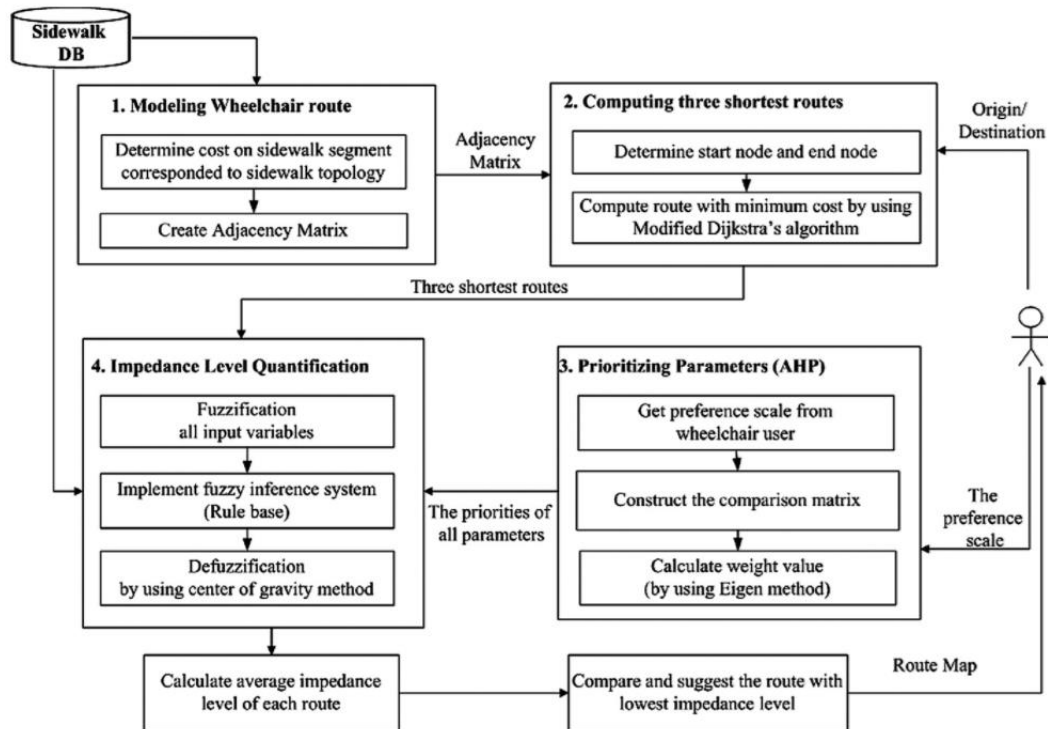 Sidewalk
DB
1. Modeling Wheelchair route
Determine cost on sidewalk segment
corresponded to sidewalk topology
Create Adjacency Matrix
Adjacency
Matrix
2. Computing three shortest routes
Determine start node and end node
Compute route with minimum cost by using
Modified Dijkstra's algorithm
Origin/
Destination
Three shortest routes
4. Impedance Level Quantification
Fuzzification
all input variables
Implement fuzzy inference system
(Rule base)
Defuzzification
by using center of gravity method
The priorities of
all parameters
3. Prioritizing Parameters (AHP)
Get preference scale from
wheelchair user
Construct the comparison matrix
Calculate weight value
(by using Eigen method)
The
preference
scale
Calculate average impedance
level of each route
Compare and suggest the route with
lowest impedance level
Route Map